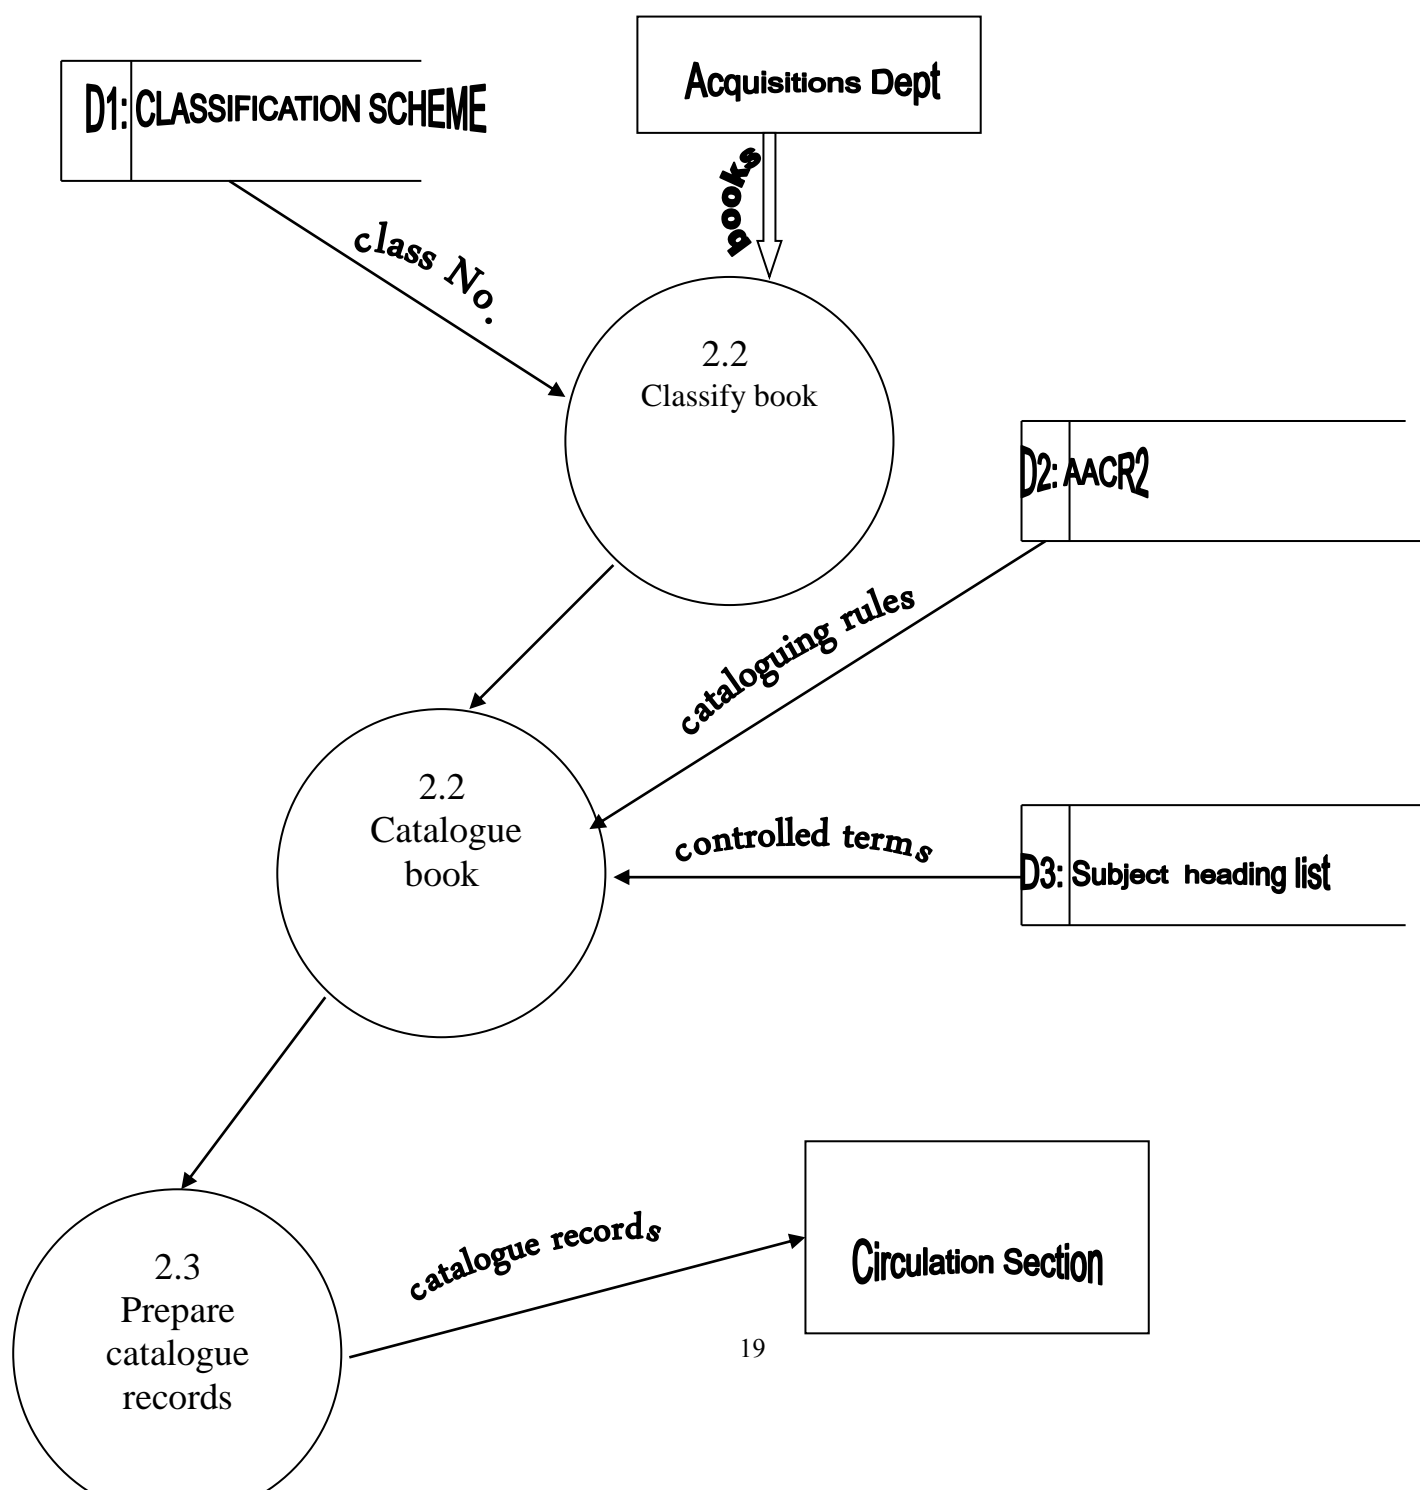 Acquisitions Dept
D1: CLASSIFICATION SCHEME
books
class No.
2.2
Classify book
D2: AACR2
cataloguing rules
2.2
Catalogue
book
controlled terms
D3: Subject heading list
2.3
Prepare
catalogue
records
catalogue records
Circulation Section
19